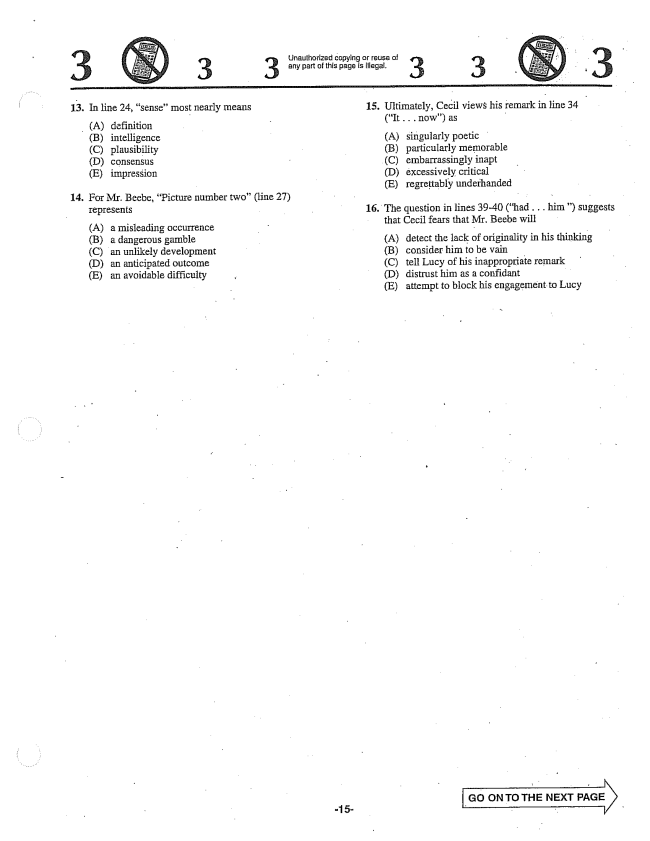 3 3 3 Unauthorized copying or reuse of
any part of this page is illegal. 3 3 3
13. In line 24, “sense” most nearly means
(A) definition
(B) intelligence
(C) plausibility
(D) consensus
(E) impression
14. For Mr. Beebe, “Picture number two” (line 27)
represents
(A) a misleading occurrence
(B) a dangerous gamble
(C) an unlikely development
(D) an anticipated outcome
(E) an avoidable difficulty
15. Ultimately, Cecil views his remark in line 34
(“It . . . now”) as
(A) singularly poetic
(B) particularly memorable
(C) embarrassingly inapt
(D) excessively critical
(E) regrettably underhanded
16. The question in lines 39-40 (“had . . . him ”) suggests
that Cecil fears that Mr. Beebe will
(A) detect the lack of originality in his thinking
(B) consider him to be vain
(C) tell Lucy of his inappropriate remark
(D) distrust him as a confidant
(E) attempt to block his engagement to Lucy
GO ON TO THE NEXT PAGE
-15-